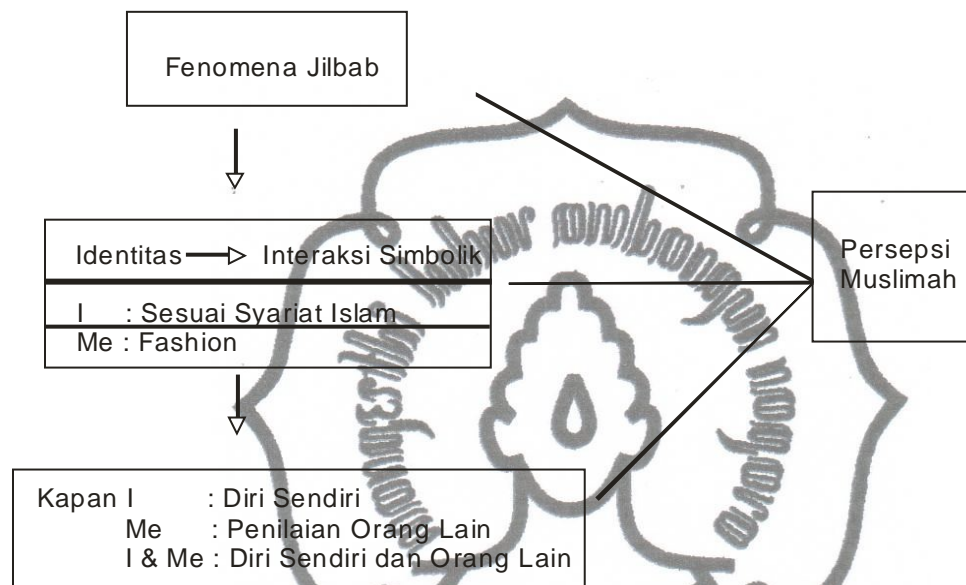 Fenomena Jilbab
Identitas Interaksi Simbolik
I : Sesuai Syariat Islam
Me : Fashion
Persepsi
Muslimah
Kapan I : Diri Sendiri
Me : Penilaian Orang Lain
I & Me : Diri Sendiri dan Orang Lain